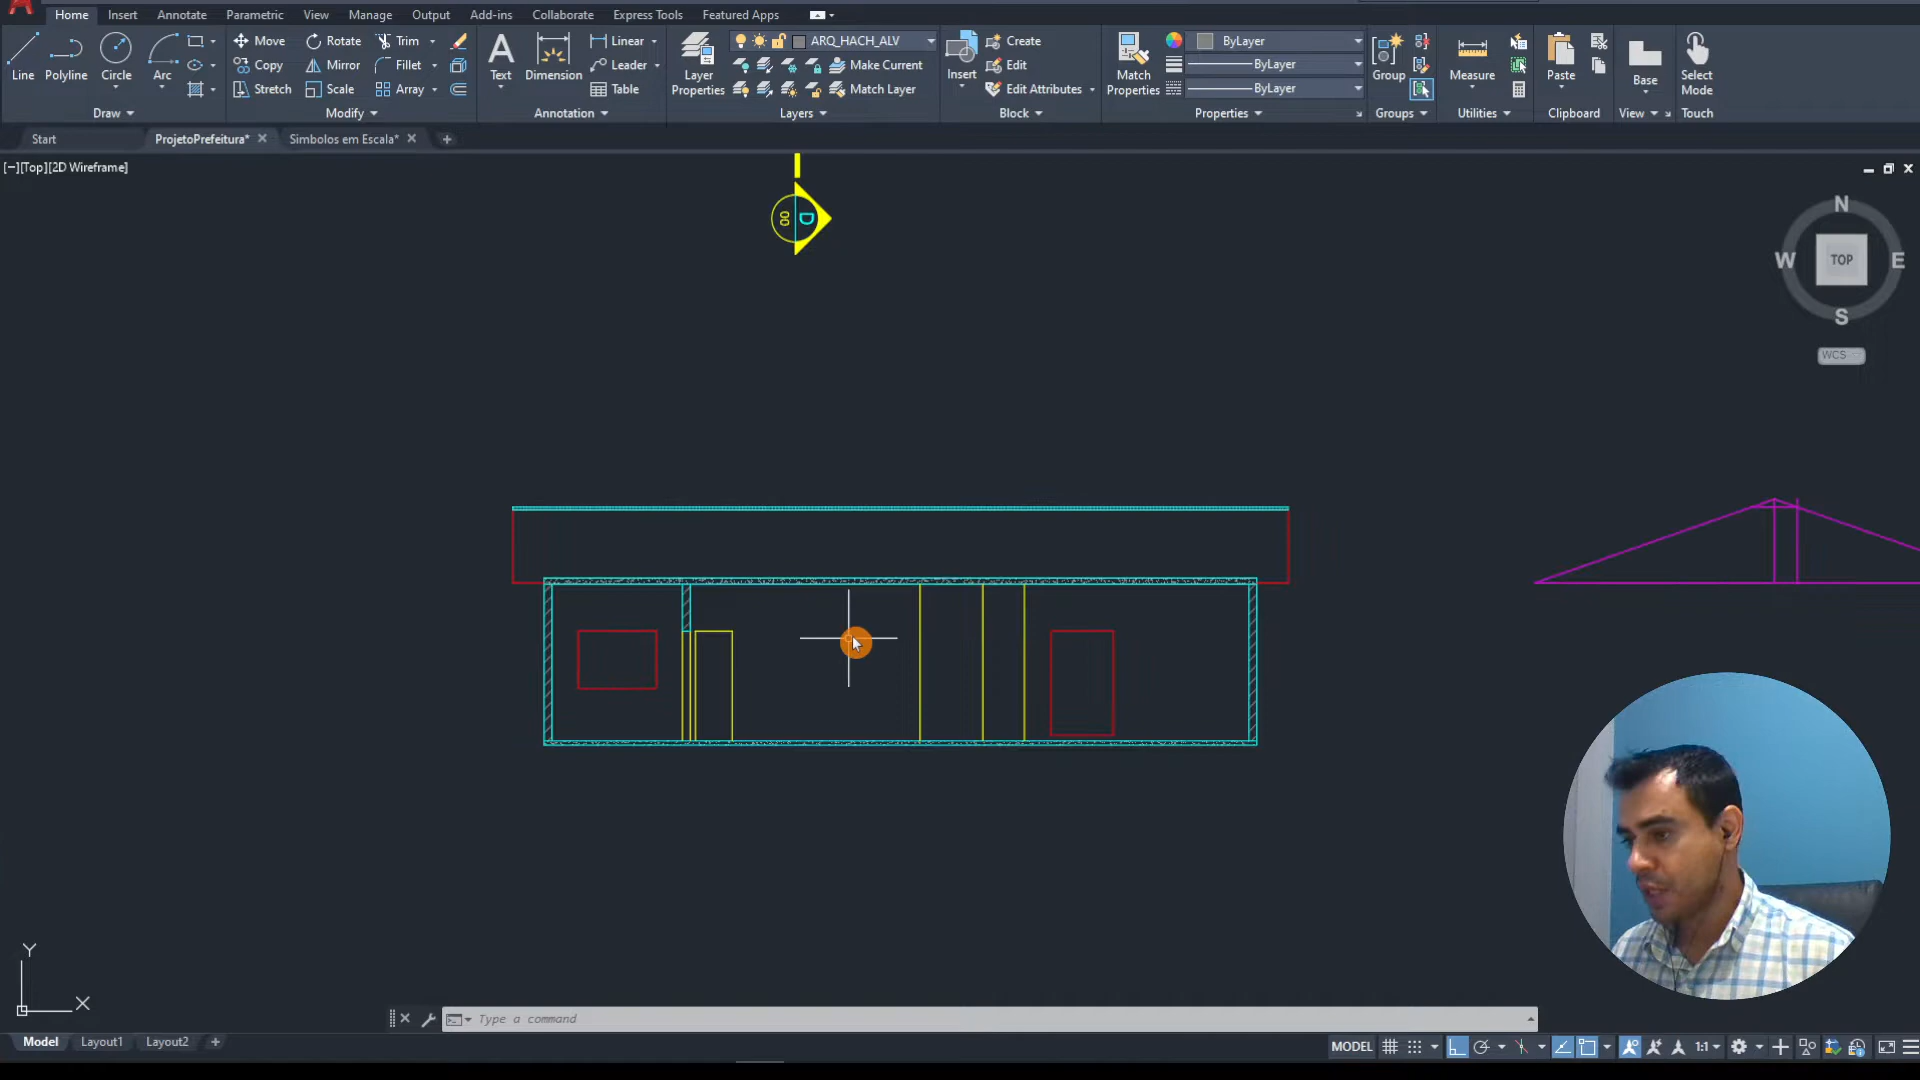 Home Insert Annotate Parametric View Manage Output Add-ins Collaborate Express Tools Featured Apps
Line Polyline Circle Arc
Move Rotate Trim
Copy Mirror Fillet
Stretch Scale Array
Text Dimension
Linear
Leader
Table
Layer Properties
ARQ_HACH_ALV
Make Current
Match Layer
Insert
Create
Edit
Edit Attributes
Match Properties
ByLayer
ByLayer
ByLayer
Group
Measure
Paste
Base
Select Mode
Draw Modify Annotation Layers Block Properties Groups Utilities Clipboard View Touch
Start ProjetoPrefeitura* Simbolos em Escala*
[−][Top][2D Wireframe]
00 D
N
W TOP E
S
WCS
Y
X
Type a command
Model Layout1 Layout2
MODEL 1:1